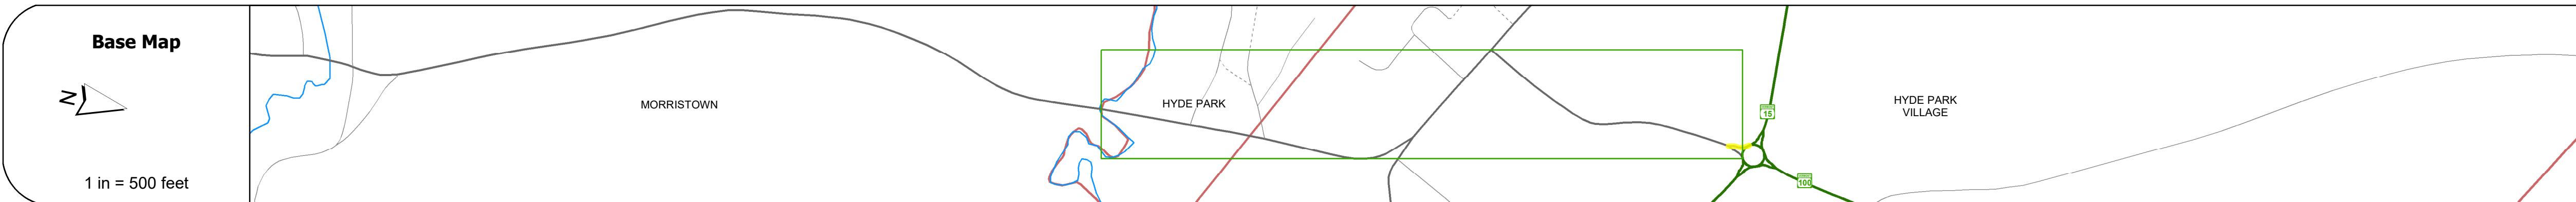 Base Map
N
1 in = 500 feet
MORRISTOWN
HYDE PARK
15
100
HYDE PARK
VILLAGE